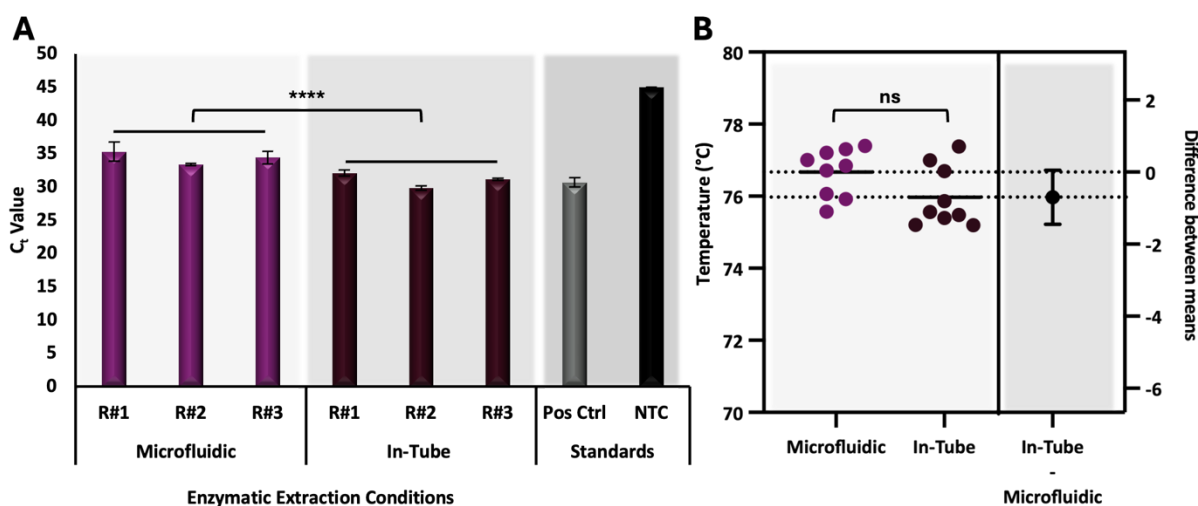 A
50
45
40
35
30
25
20
15
10
5
0
Cₜ Value
****
R#1 R#2 R#3 R#1 R#2 R#3 Pos Ctrl NTC
Microfluidic In-Tube Standards
Enzymatic Extraction Conditions
B
80
78
76
74
72
70
Temperature (°C)
ns
2
0
-2
-4
-6
Difference between means
Microfluidic In-Tube In-Tube
-
Microfluidic